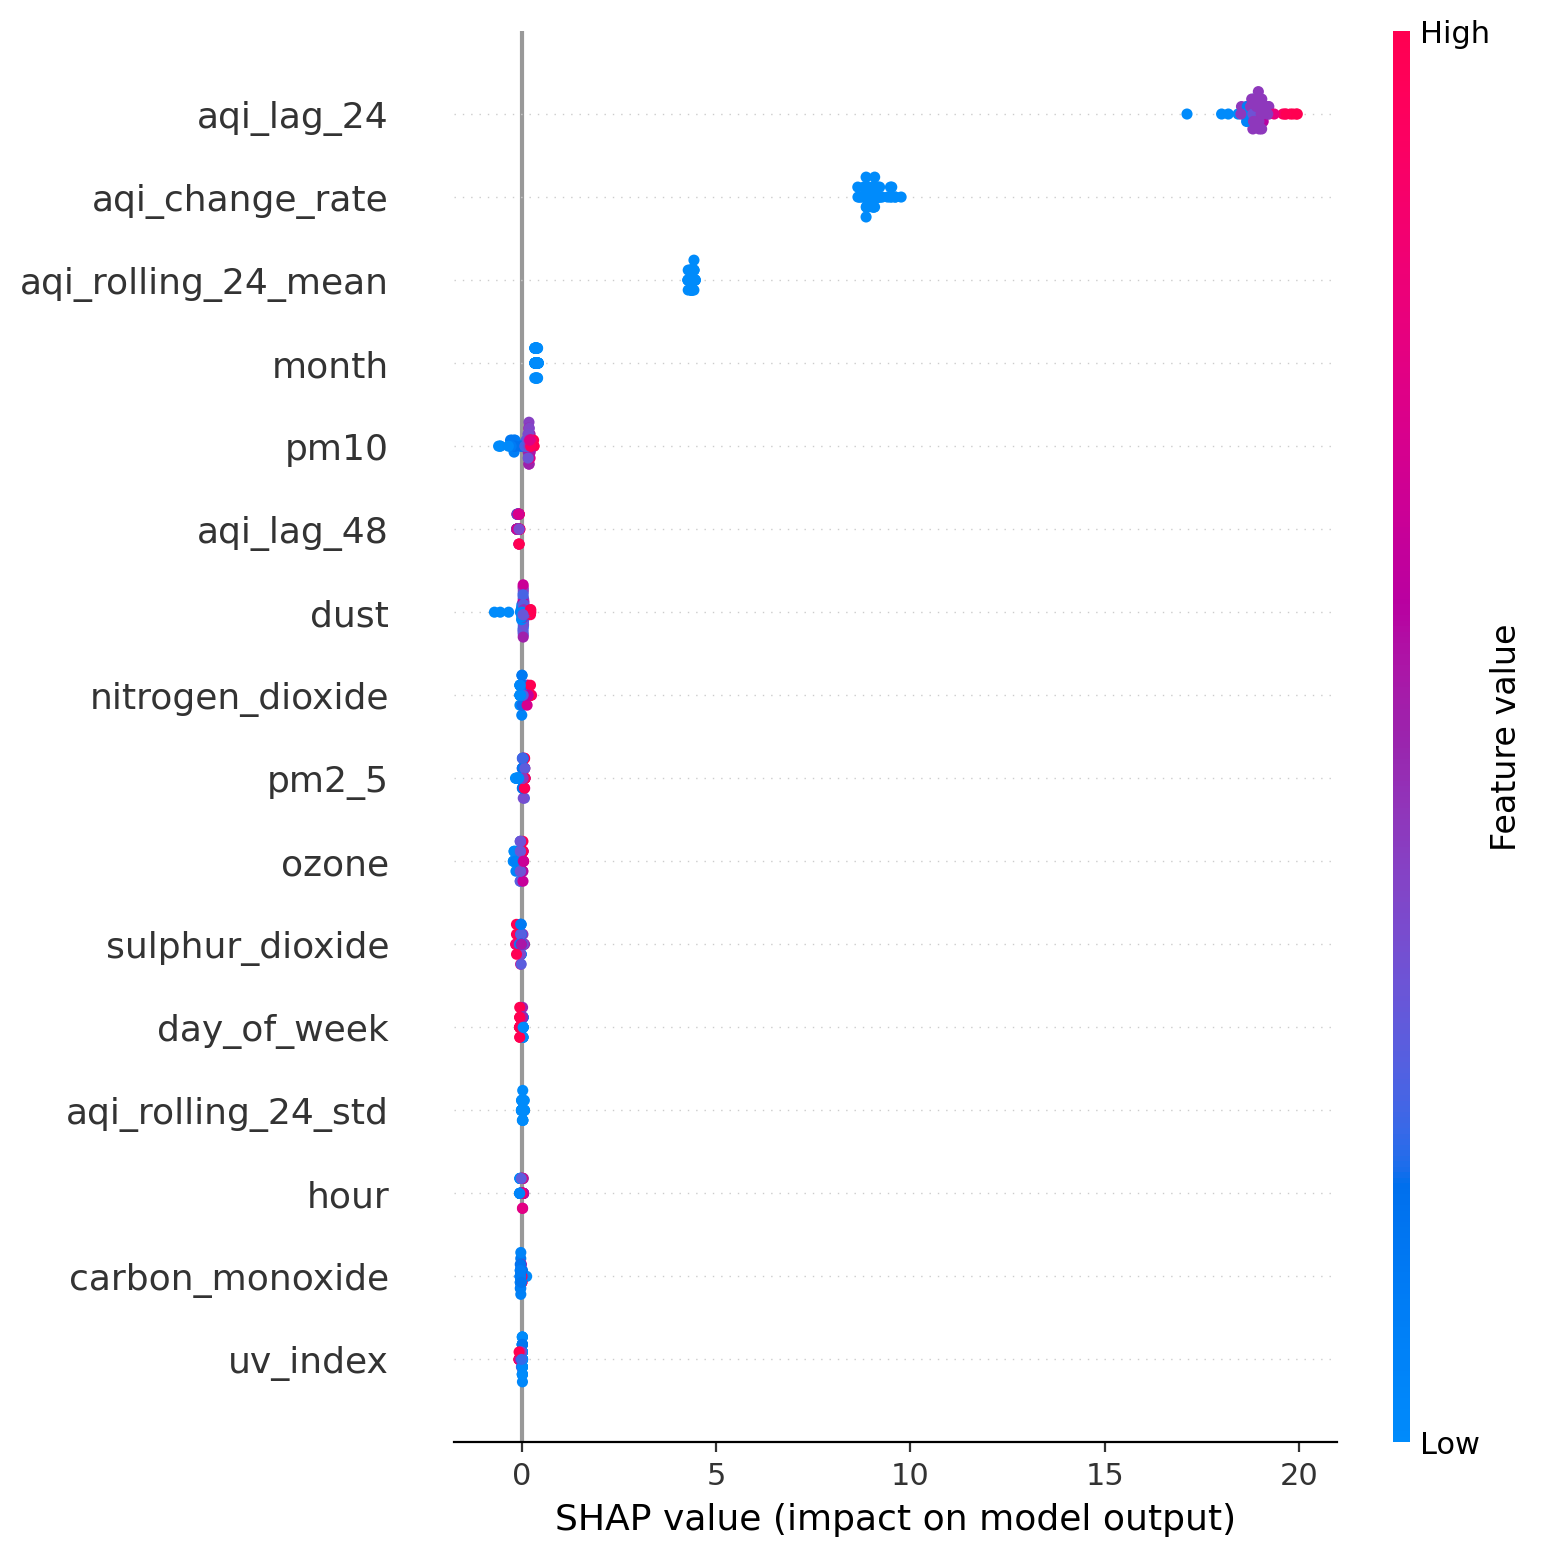 High
aqi_lag_24
aqi_change_rate
aqi_rolling_24_mean
month
pm10
aqi_lag_48
dust
nitrogen_dioxide
pm2_5
ozone
sulphur_dioxide
day_of_week
aqi_rolling_24_std
hour
carbon_monoxide
uv_index
Feature value
Low
0 5 10 15 20
SHAP value (impact on model output)